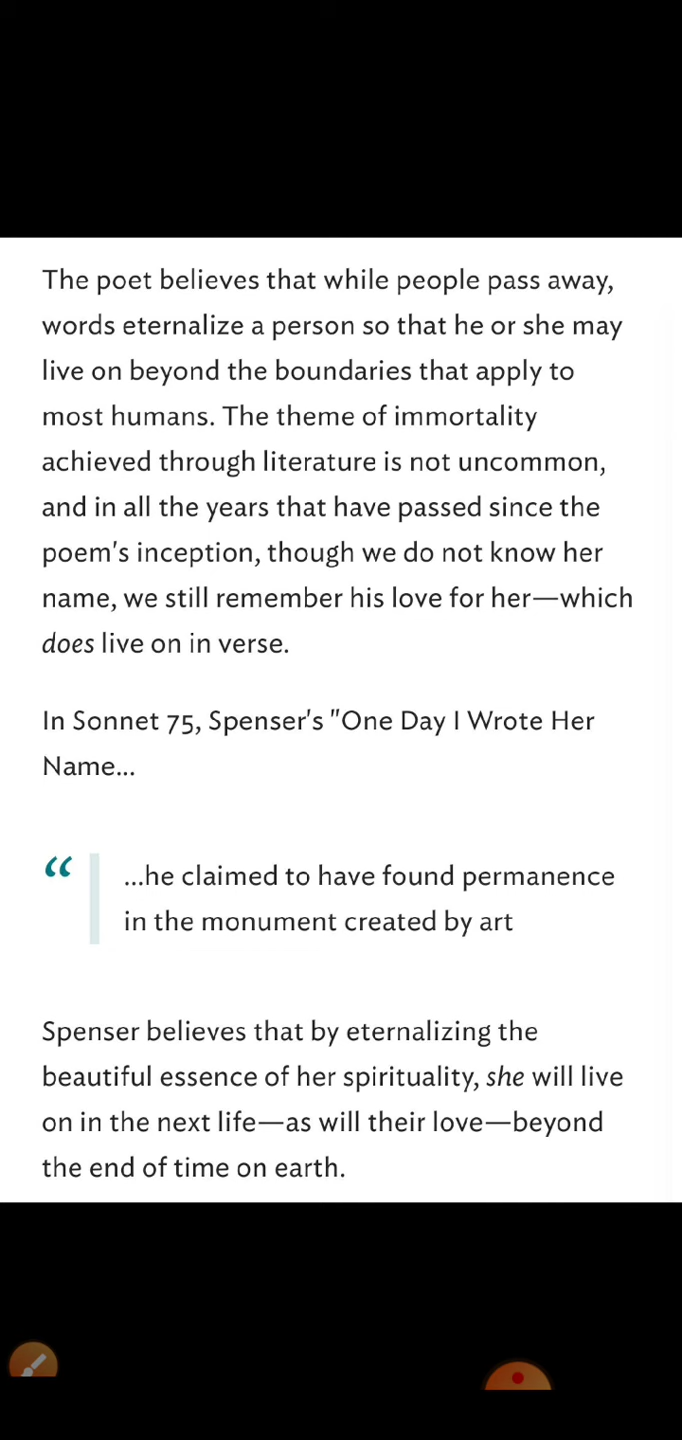 The poet believes that while people pass away,
words eternalize a person so that he or she may
live on beyond the boundaries that apply to
most humans. The theme of immortality
achieved through literature is not uncommon,
and in all the years that have passed since the
poem's inception, though we do not know her
name, we still remember his love for her—which
does live on in verse.
In Sonnet 75, Spenser's "One Day I Wrote Her
Name...
“
...he claimed to have found permanence
in the monument created by art
Spenser believes that by eternalizing the
beautiful essence of her spirituality, she will live
on in the next life—as will their love—beyond
the end of time on earth.